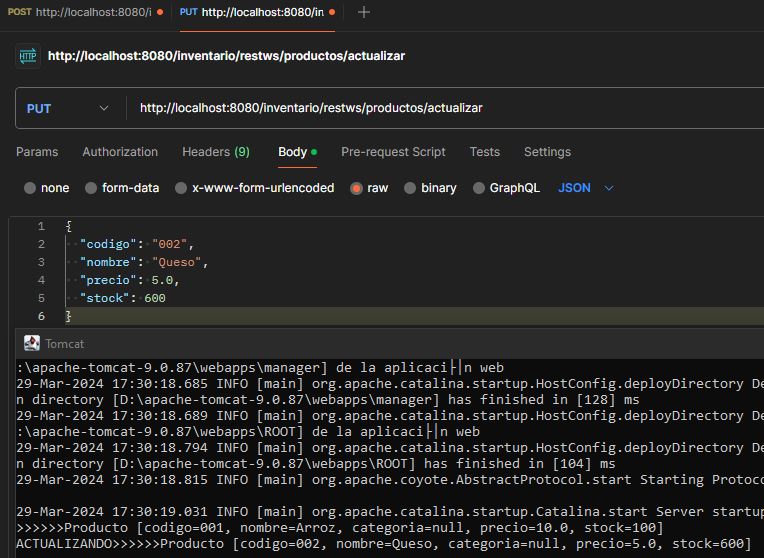 POST http://localhost:8080/i
PUT http://localhost:8080/in
HTTP http://localhost:8080/inventario/restws/productos/actualizar
PUT http://localhost:8080/inventario/restws/productos/actualizar
Params Authorization Headers (9) Body Pre-request Script Tests Settings
none form-data x-www-form-urlencoded raw binary GraphQL JSON
1 {
2 "codigo": "002",
3 "nombre": "Queso",
4 "precio": 5.0,
5 "stock": 600
6 }
Tomcat
:\apache-tomcat-9.0.87\webapps\manager] de la aplicaci├│n web
29-Mar-2024 17:30:18.685 INFO [main] org.apache.catalina.startup.HostConfig.deployDirectory De
n directory [D:\apache-tomcat-9.0.87\webapps\manager] has finished in [128] ms
29-Mar-2024 17:30:18.689 INFO [main] org.apache.catalina.startup.HostConfig.deployDirectory De
:\apache-tomcat-9.0.87\webapps\ROOT] de la aplicaci├│n web
29-Mar-2024 17:30:18.794 INFO [main] org.apache.catalina.startup.HostConfig.deployDirectory De
n directory [D:\apache-tomcat-9.0.87\webapps\ROOT] has finished in [104] ms
29-Mar-2024 17:30:18.815 INFO [main] org.apache.coyote.AbstractProtocol.start Starting Protoco
29-Mar-2024 17:30:19.031 INFO [main] org.apache.catalina.startup.Catalina.start Server startup
>>>>>>Producto [codigo=001, nombre=Arroz, categoria=null, precio=10.0, stock=100]
ACTUALIZANDO>>>>>>Producto [codigo=002, nombre=Queso, categoria=null, precio=5.0, stock=600]